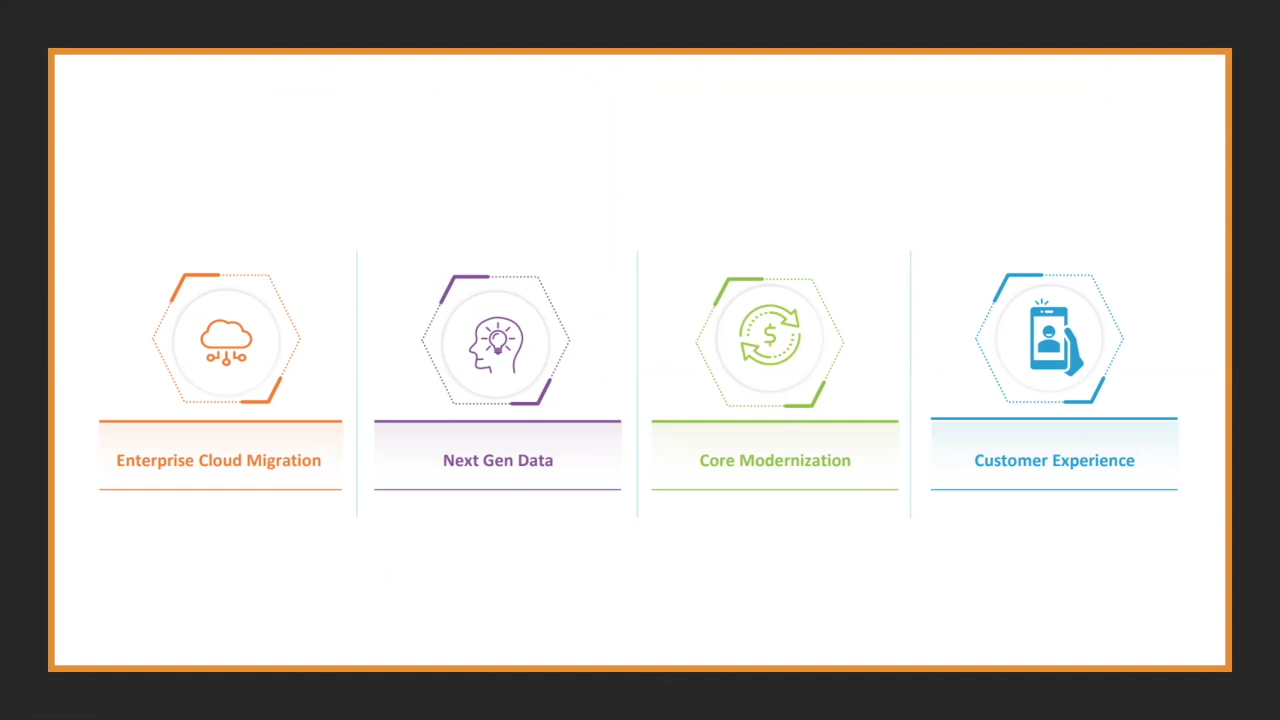 Enterprise Cloud Migration
Next Gen Data
Core Modernization
Customer Experience